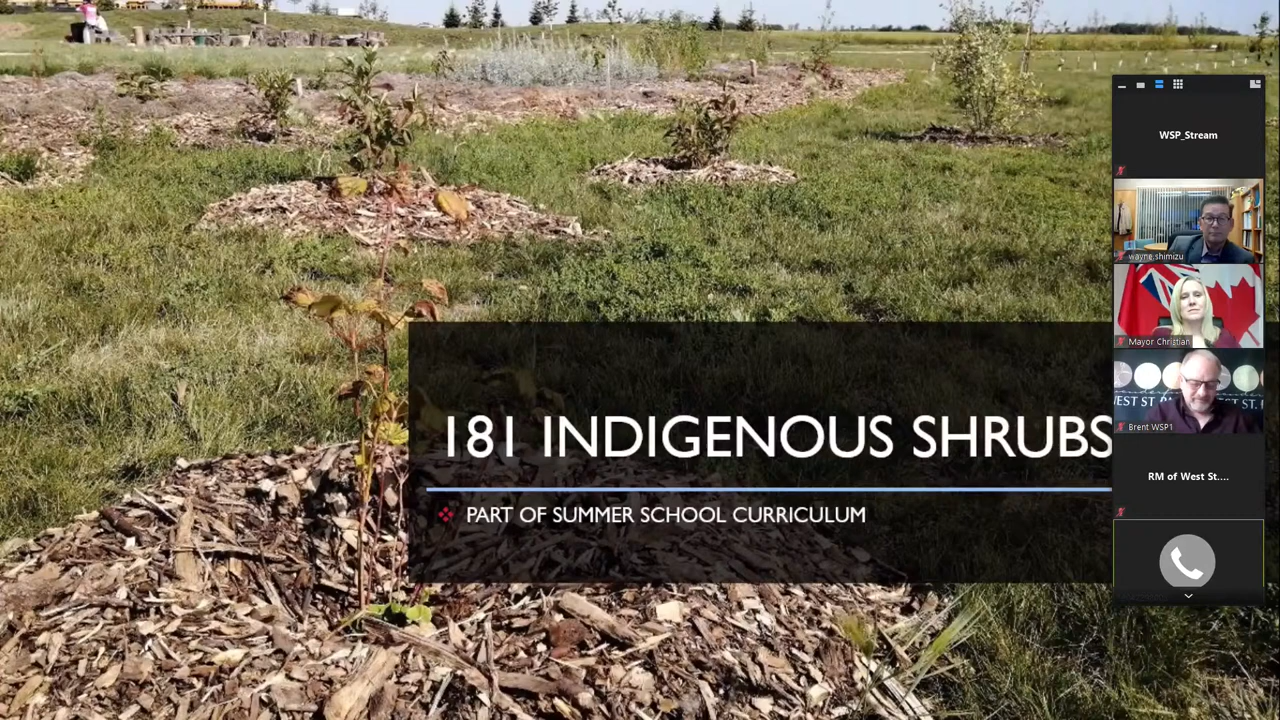 181 INDIGENOUS SHRUBS
PART OF SUMMER SCHOOL CURRICULUM
WSP_Stream
wayne.shimizu
Mayor Christian
Brent WSP1
RM of West St....